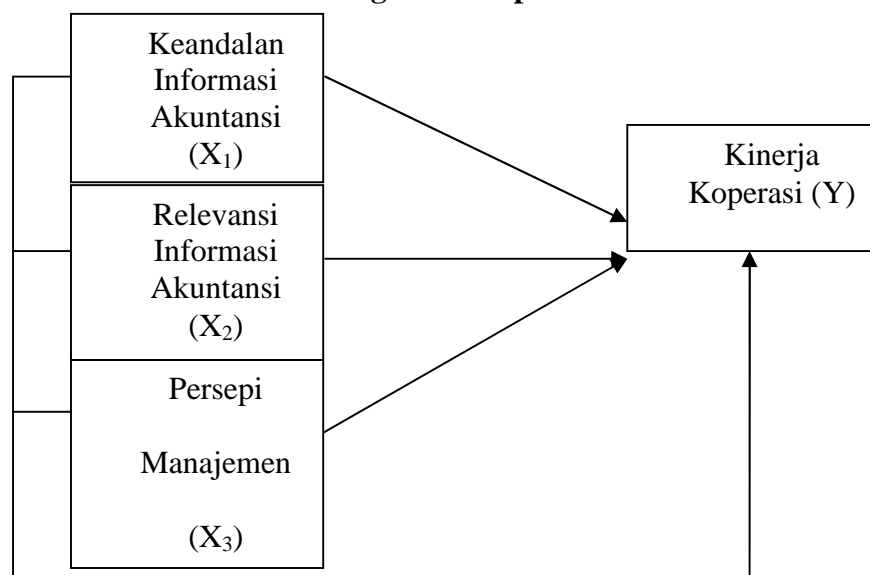 Keandalan
Informasi
Akuntansi
(X₁)
Relevansi
Informasi
Akuntansi
(X₂)
Persepi
Manajemen
(X₃)
Kinerja
Koperasi (Y)